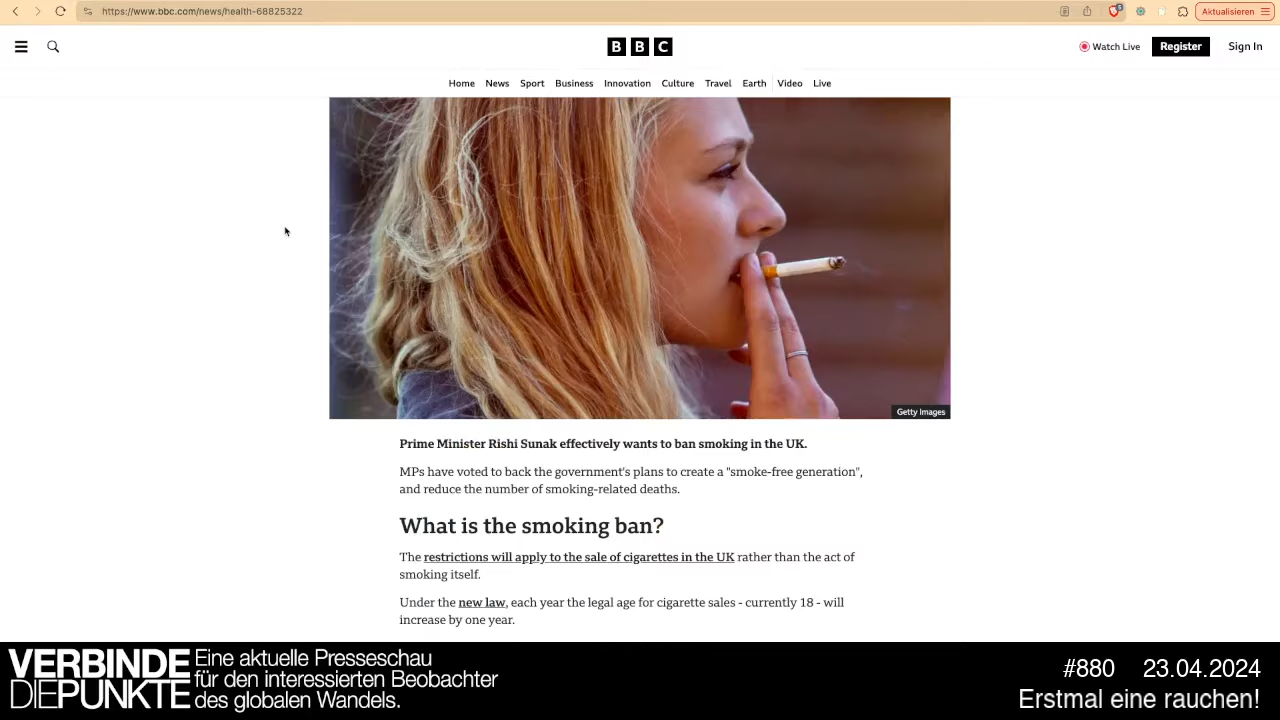 https://www.bbc.com/news/health-68825322
Aktualisieren
BBC
Watch Live
Register
Sign In
Home News Sport Business Innovation Culture Travel Earth Video Live
Getty Images
Prime Minister Rishi Sunak effectively wants to ban smoking in the UK.
MPs have voted to back the government's plans to create a "smoke-free generation",
and reduce the number of smoking-related deaths.
What is the smoking ban?
The restrictions will apply to the sale of cigarettes in the UK rather than the act of
smoking itself.
Under the new law, each year the legal age for cigarette sales - currently 18 - will
increase by one year.
VERBINDE
DIEPUNKTE
Eine aktuelle Presseschau
für den interessierten Beobachter
des globalen Wandels.
#880 23.04.2024
Erstmal eine rauchen!